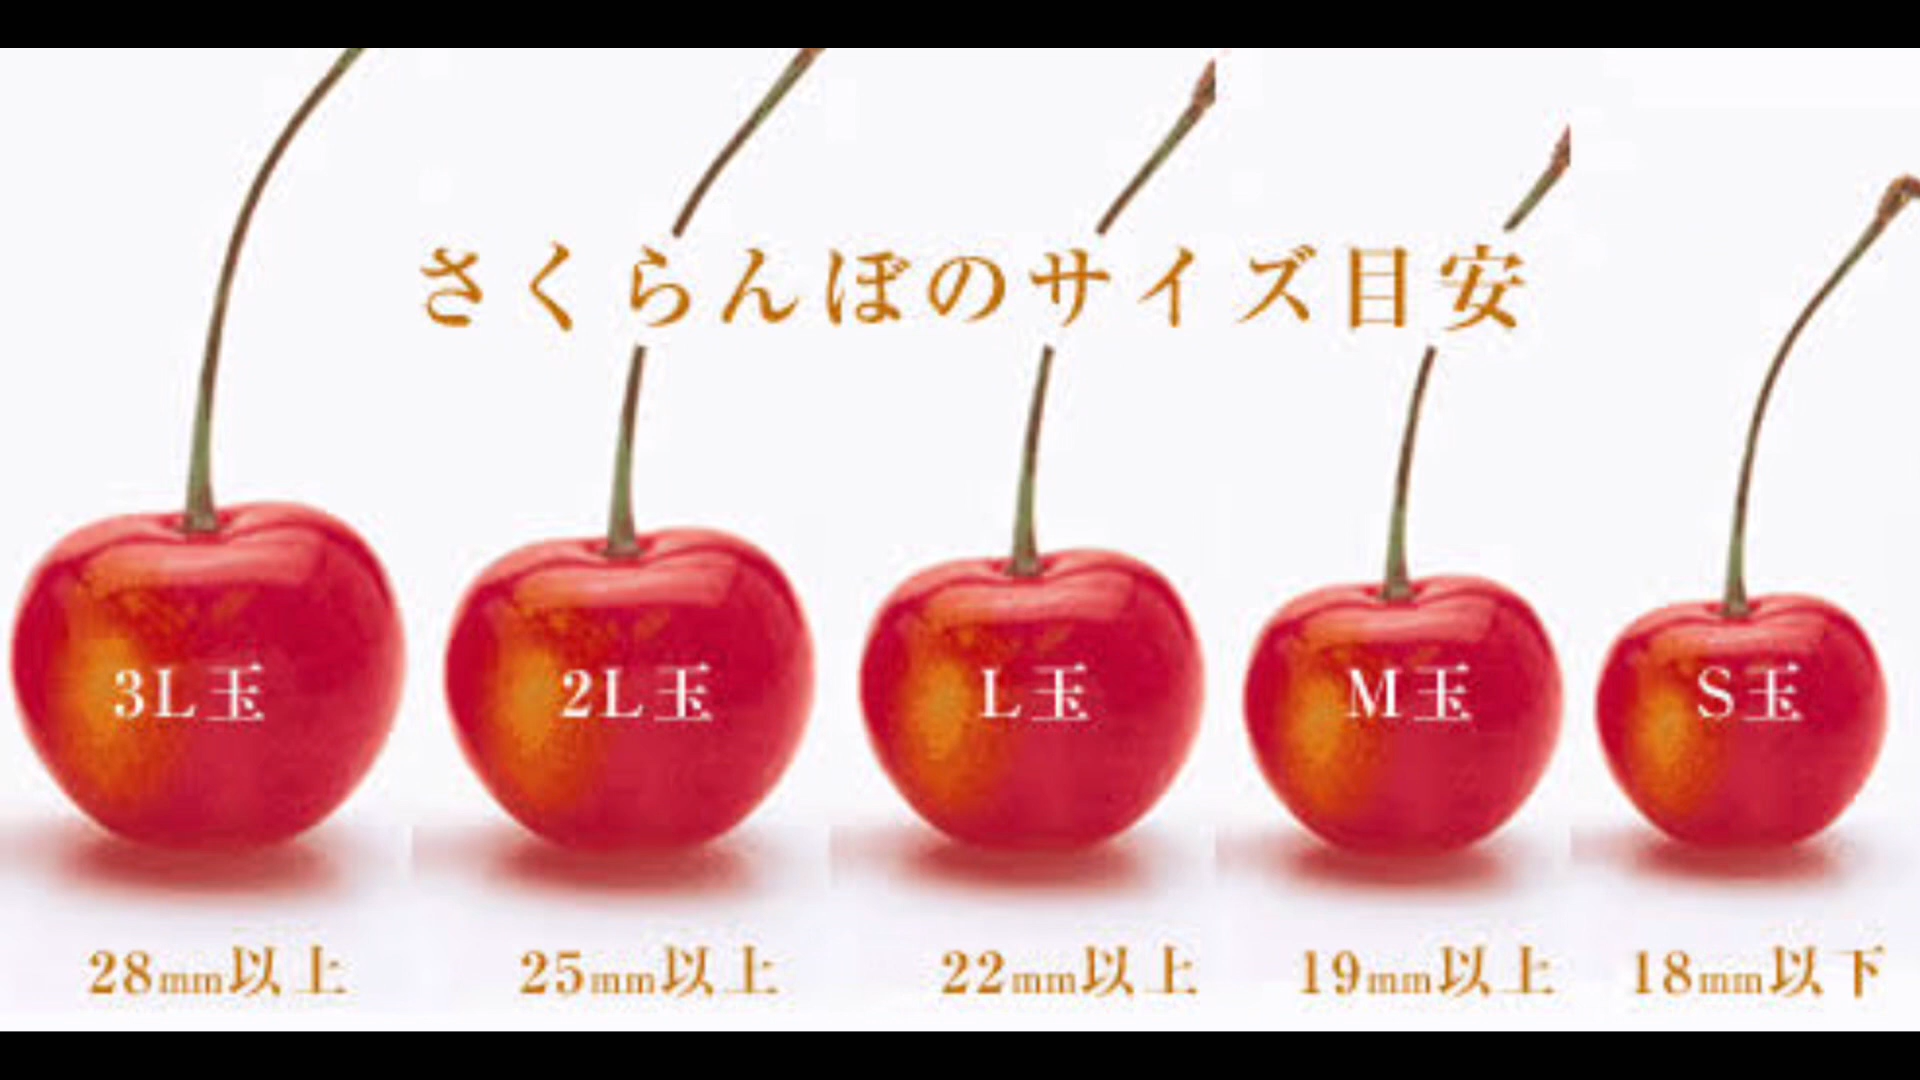 さくらんぼのサイズ目安
3L玉
2L玉
L玉
M玉
S玉
28mm以上
25mm以上
22mm以上
19mm以上
18mm以下